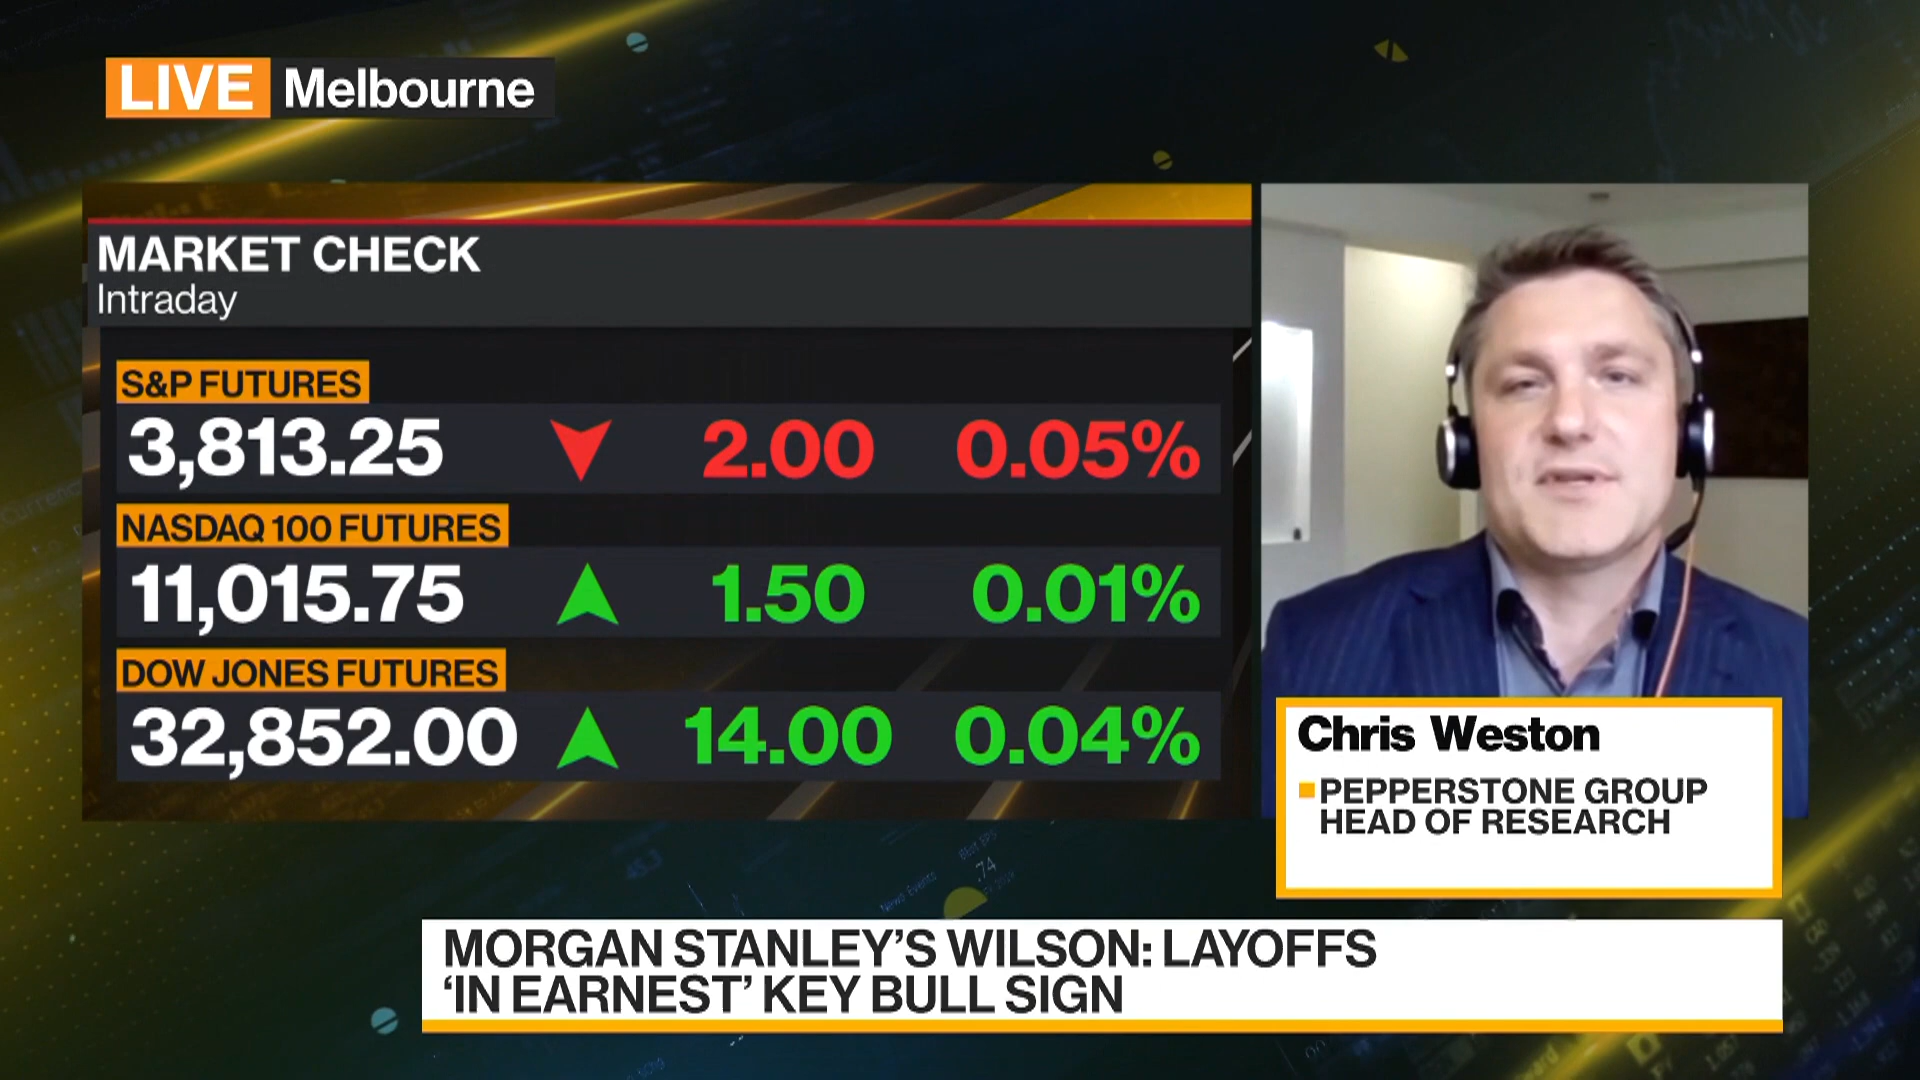 LIVE Melbourne
MARKET CHECK
Intraday
S&P FUTURES
3,813.25 2.00 0.05%
NASDAQ 100 FUTURES
11,015.75 1.50 0.01%
DOW JONES FUTURES
32,852.00 14.00 0.04%
Chris Weston
PEPPERSTONE GROUP
HEAD OF RESEARCH
MORGAN STANLEY'S WILSON: LAYOFFS
'IN EARNEST' KEY BULL SIGN